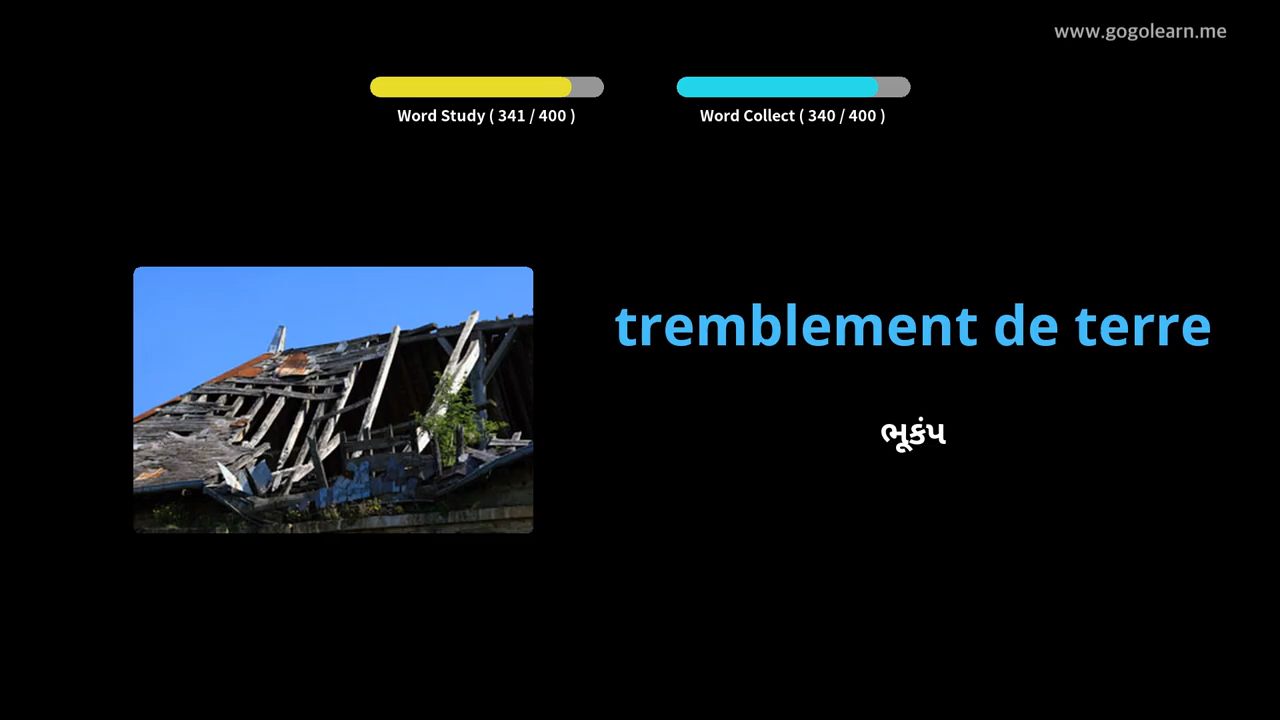 www.gogolearn.me
Word Study ( 341 / 400 )
Word Collect ( 340 / 400 )
tremblement de terre
ભૂકંપ